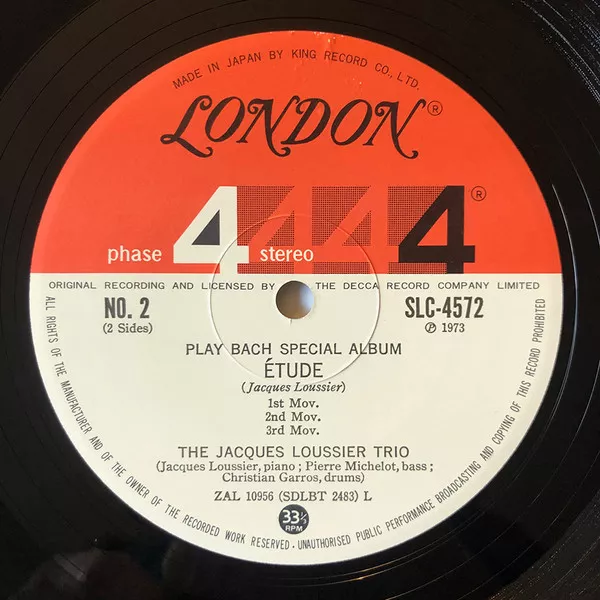 MADE IN JAPAN BY KING RECORD CO., LTD.
LONDON®
phase 4 stereo 4 ®
ORIGINAL RECORDING AND LICENSED BY THE DECCA RECORD COMPANY LIMITED
NO. 2
(2 Sides)
SLC-4572
℗ 1973
PLAY BACH SPECIAL ALBUM
ÉTUDE
(Jacques Loussier)
1st Mov.
2nd Mov.
3rd Mov.
THE JACQUES LOUSSIER TRIO
(Jacques Loussier, piano ; Pierre Michelot, bass ;
Christian Garros, drums)
ZAL 10956 (SDLBT 2483) L
33⅓
RPM
ALL RIGHTS OF THE MANUFACTURER AND OF THE OWNER OF THE RECORDED WORK RESERVED · UNAUTHORISED PUBLIC PERFORMANCE BROADCASTING AND COPYING OF THIS RECORD PROHIBITED